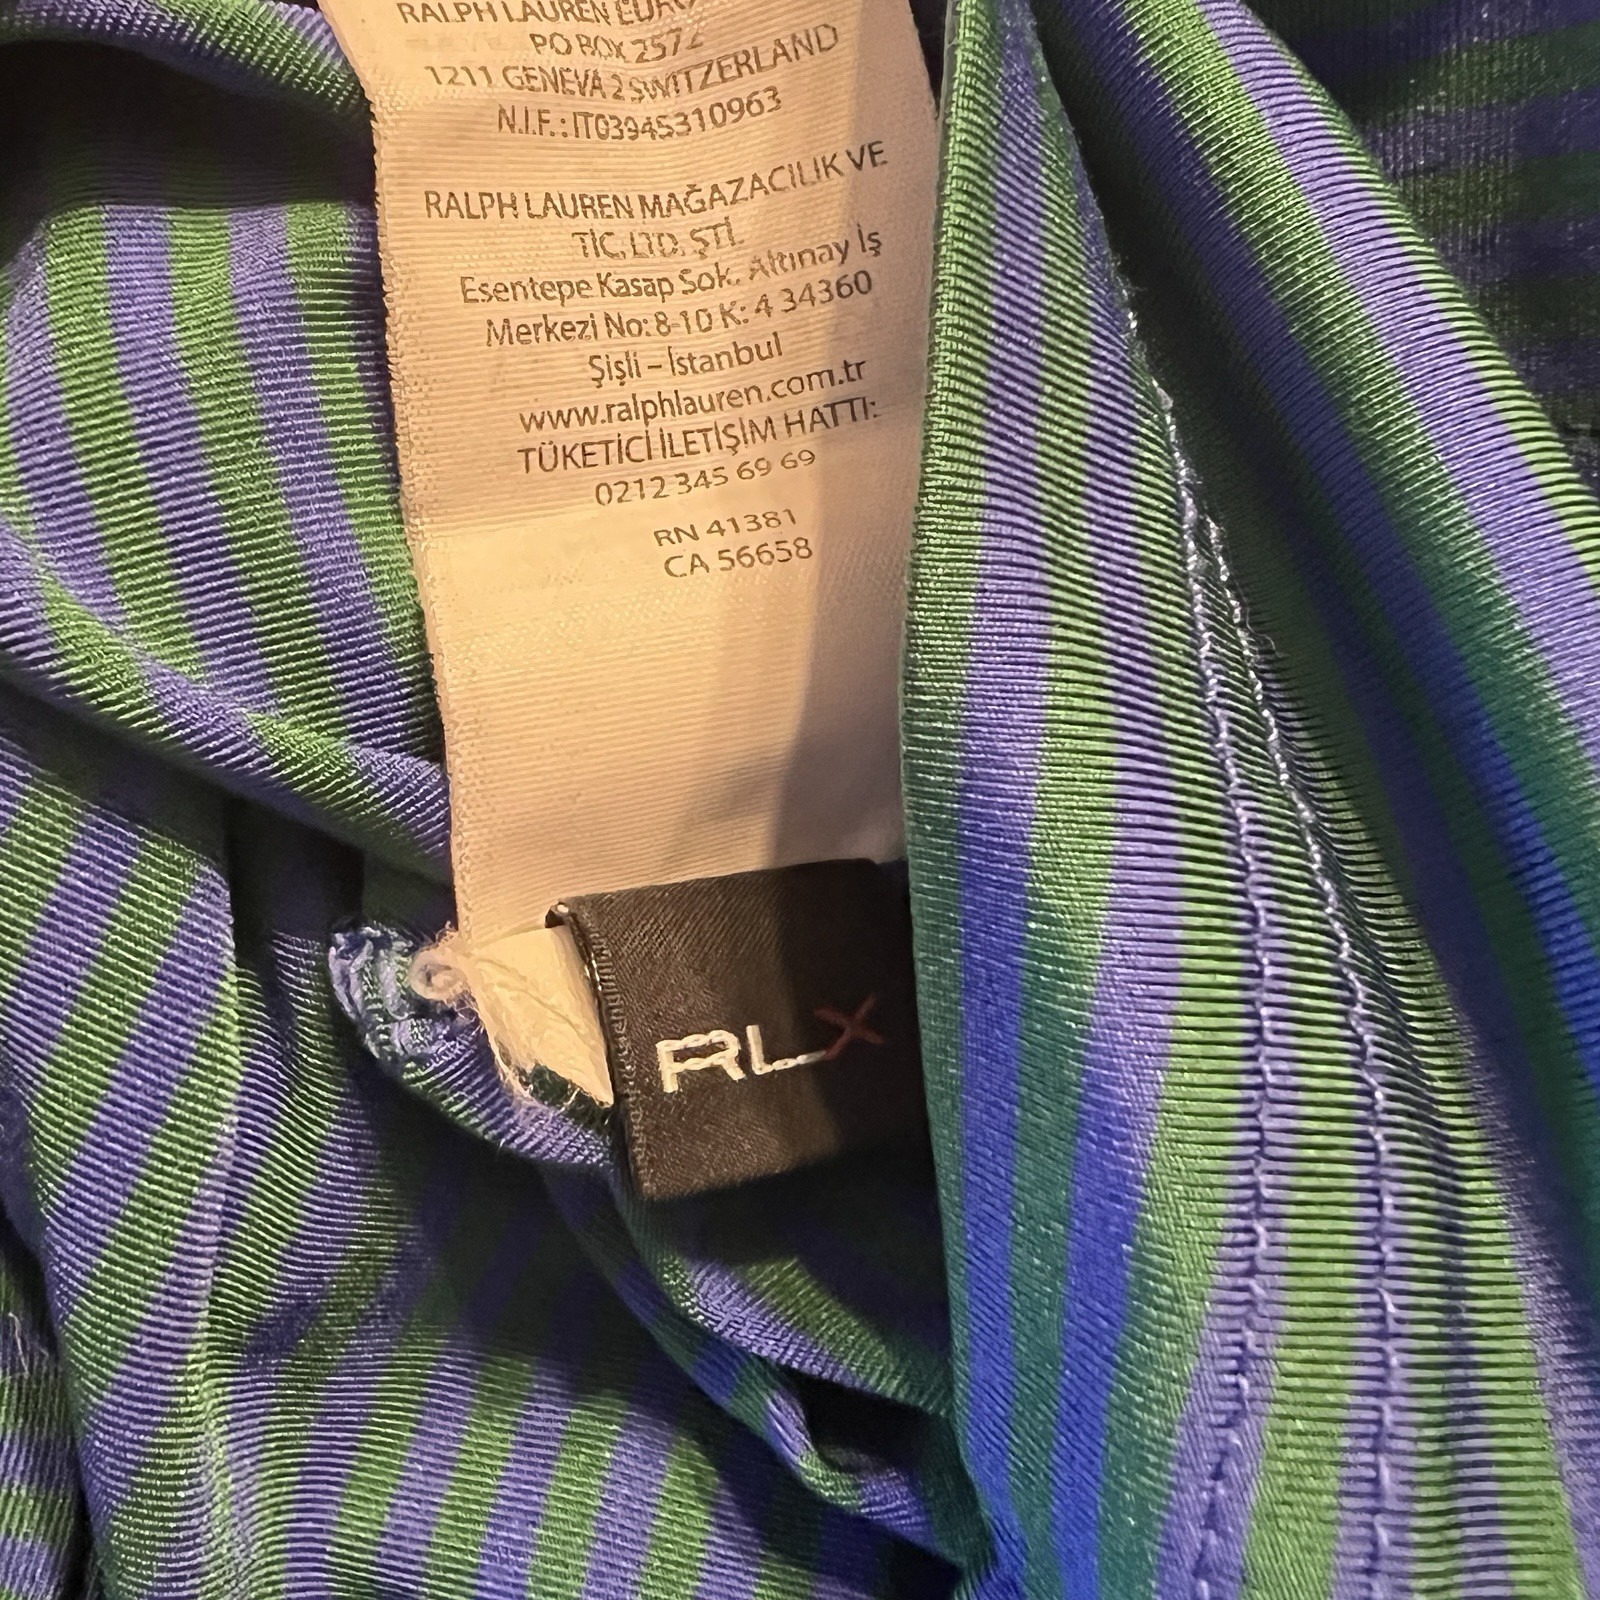 RALPH LAUREN
PO BOX 2572
1211 GENEVA 2 SWITZERLAND
N.I.F.: IT03945310963
RALPH LAUREN MAĞAZACILIK VE
TİC. LTD. ŞTİ.
Esentepe Kasap Sok. Altınay İş
Merkezi No: 8-10 K: 4 34360
Şişli – İstanbul
www.ralphlauren.com.tr
TÜKETİCİ İLETİŞİM HATTI:
0212 345 69 69
RN 41381
CA 56658
RLX